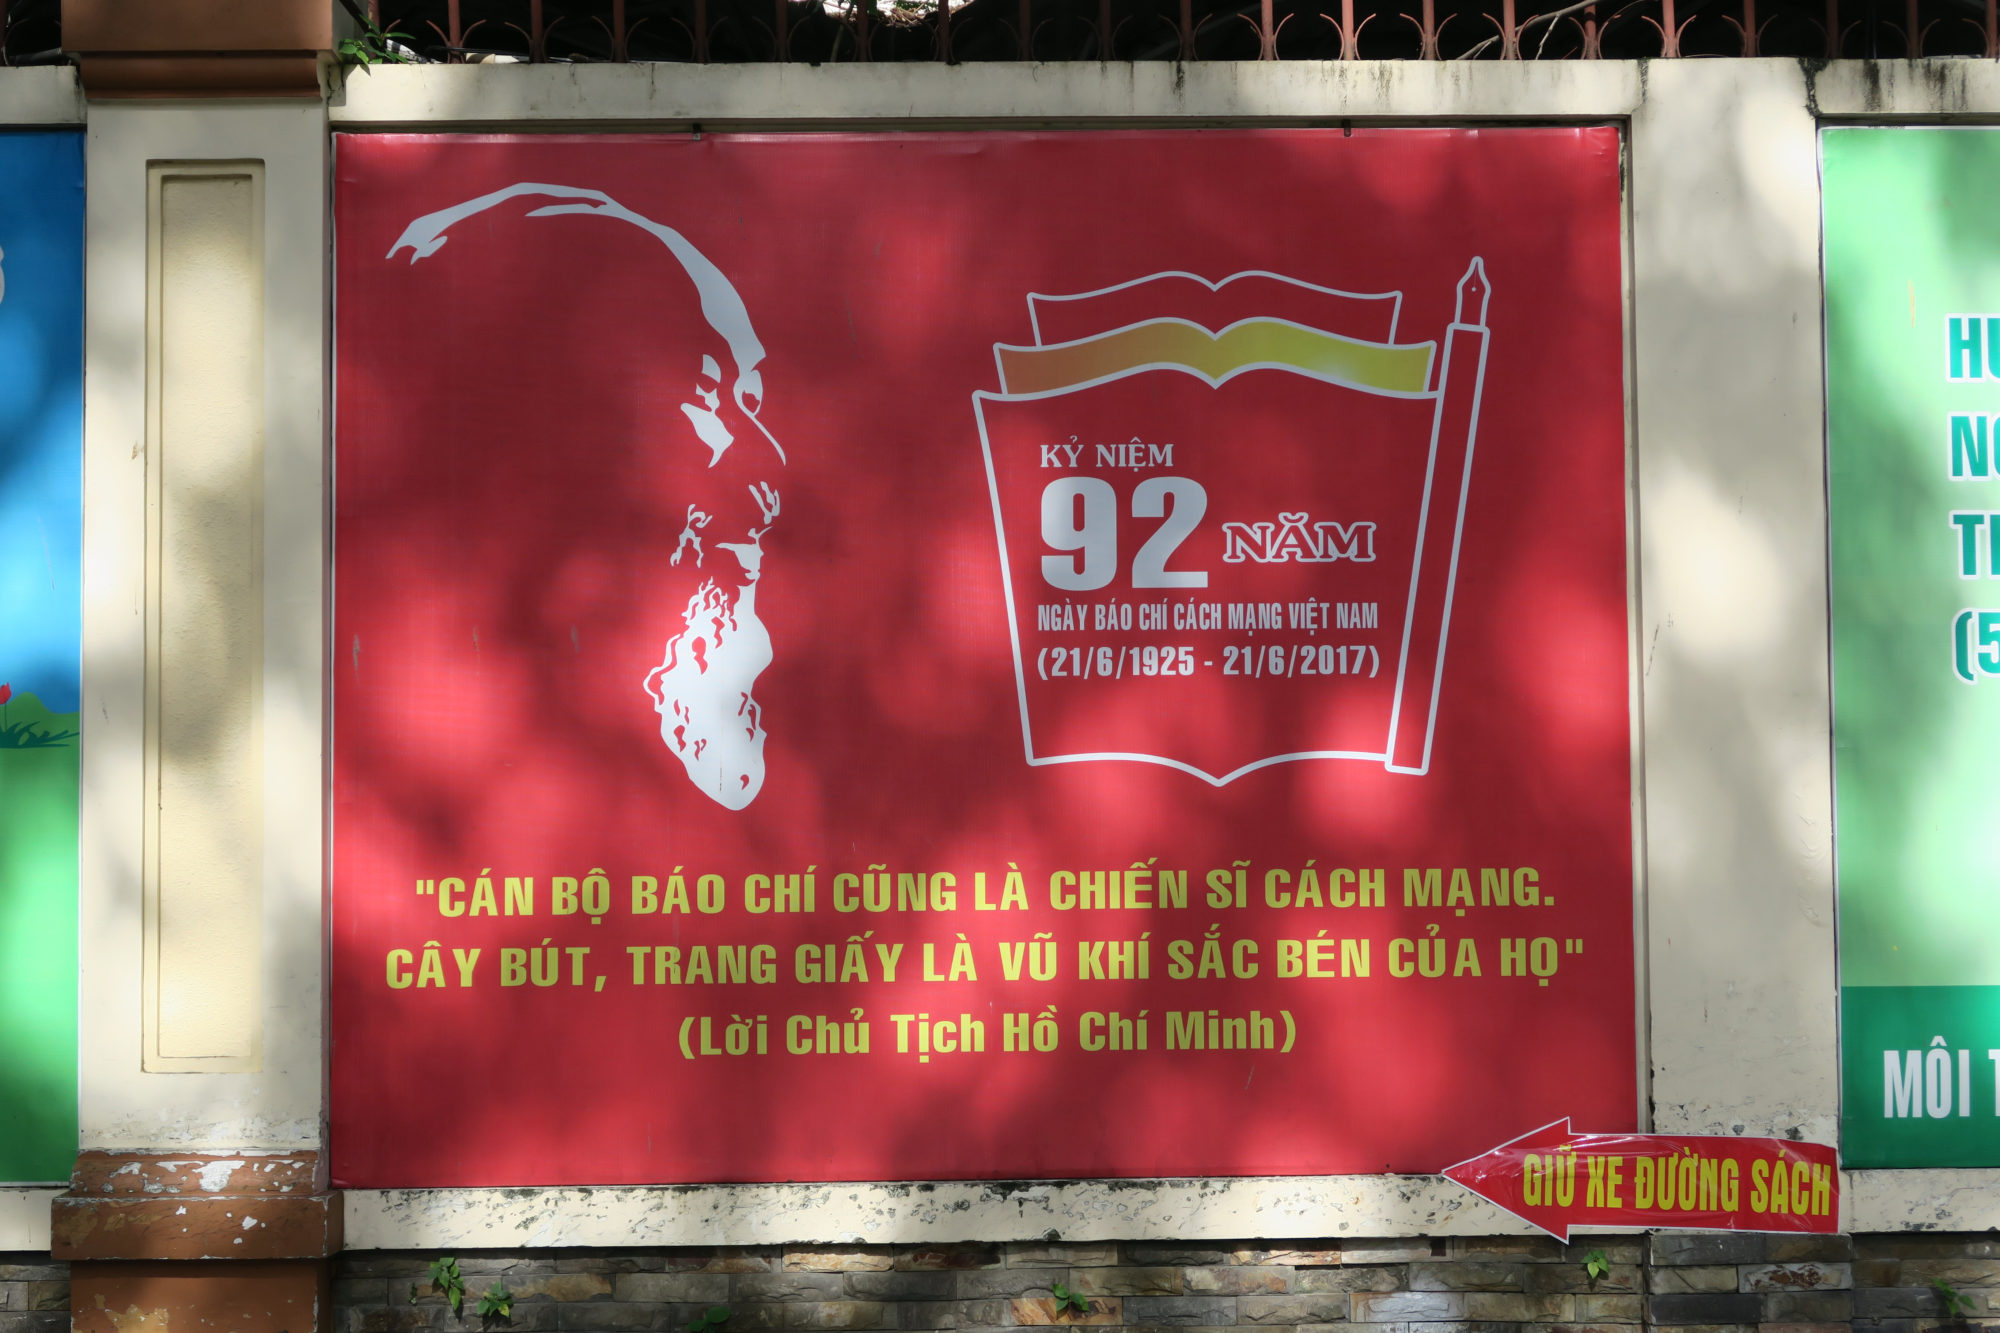 KỶ NIỆM
92 NĂM
NGÀY BÁO CHÍ CÁCH MẠNG VIỆT NAM
(21/6/1925 - 21/6/2017)
"CÁN BỘ BÁO CHÍ CŨNG LÀ CHIẾN SĨ CÁCH MẠNG.
CÂY BÚT, TRANG GIẤY LÀ VŨ KHÍ SẮC BÉN CỦA HỌ"
(Lời Chủ Tịch Hồ Chí Minh)
GIỮ XE ĐƯỜNG SÁCH
MÔI